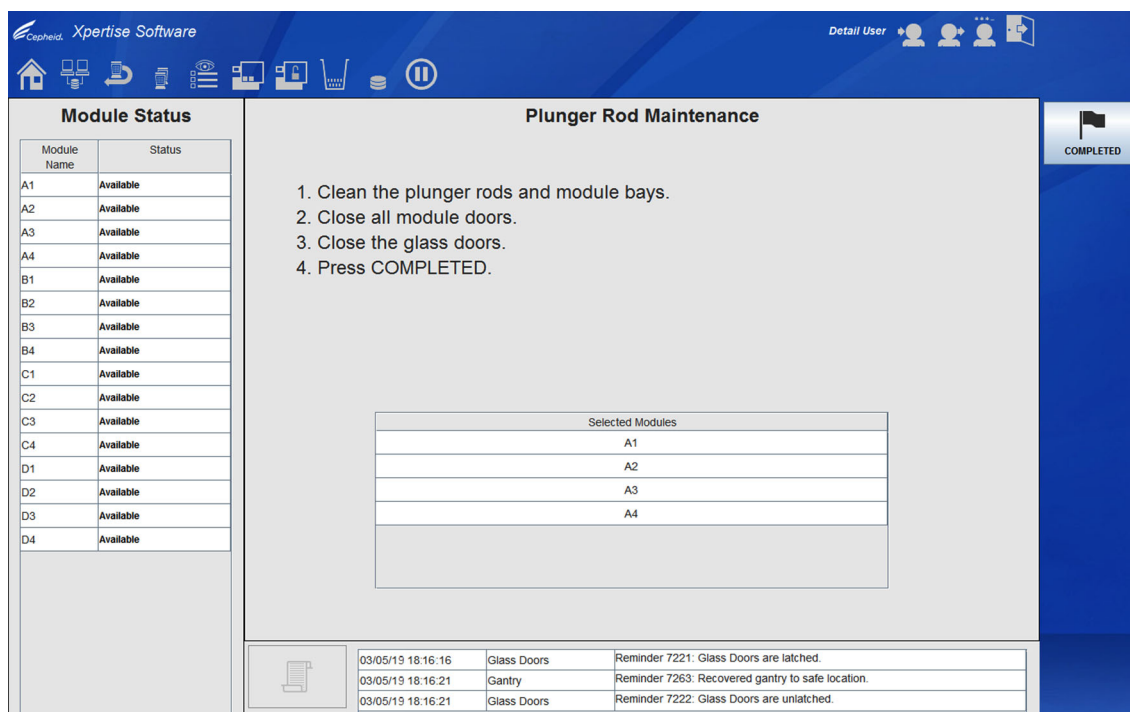 Cepheid. Xpertise Software
Detail User
Module Status
Plunger Rod Maintenance
COMPLETED
Module Name Status
A1 Available
A2 Available
A3 Available
A4 Available
B1 Available
B2 Available
B3 Available
B4 Available
C1 Available
C2 Available
C3 Available
C4 Available
D1 Available
D2 Available
D3 Available
D4 Available
1. Clean the plunger rods and module bays.
2. Close all module doors.
3. Close the glass doors.
4. Press COMPLETED.
Selected Modules
A1
A2
A3
A4
03/05/19 18:16:16 Glass Doors Reminder 7221: Glass Doors are latched.
03/05/19 18:16:21 Gantry Reminder 7263: Recovered gantry to safe location.
03/05/19 18:16:21 Glass Doors Reminder 7222: Glass Doors are unlatched.